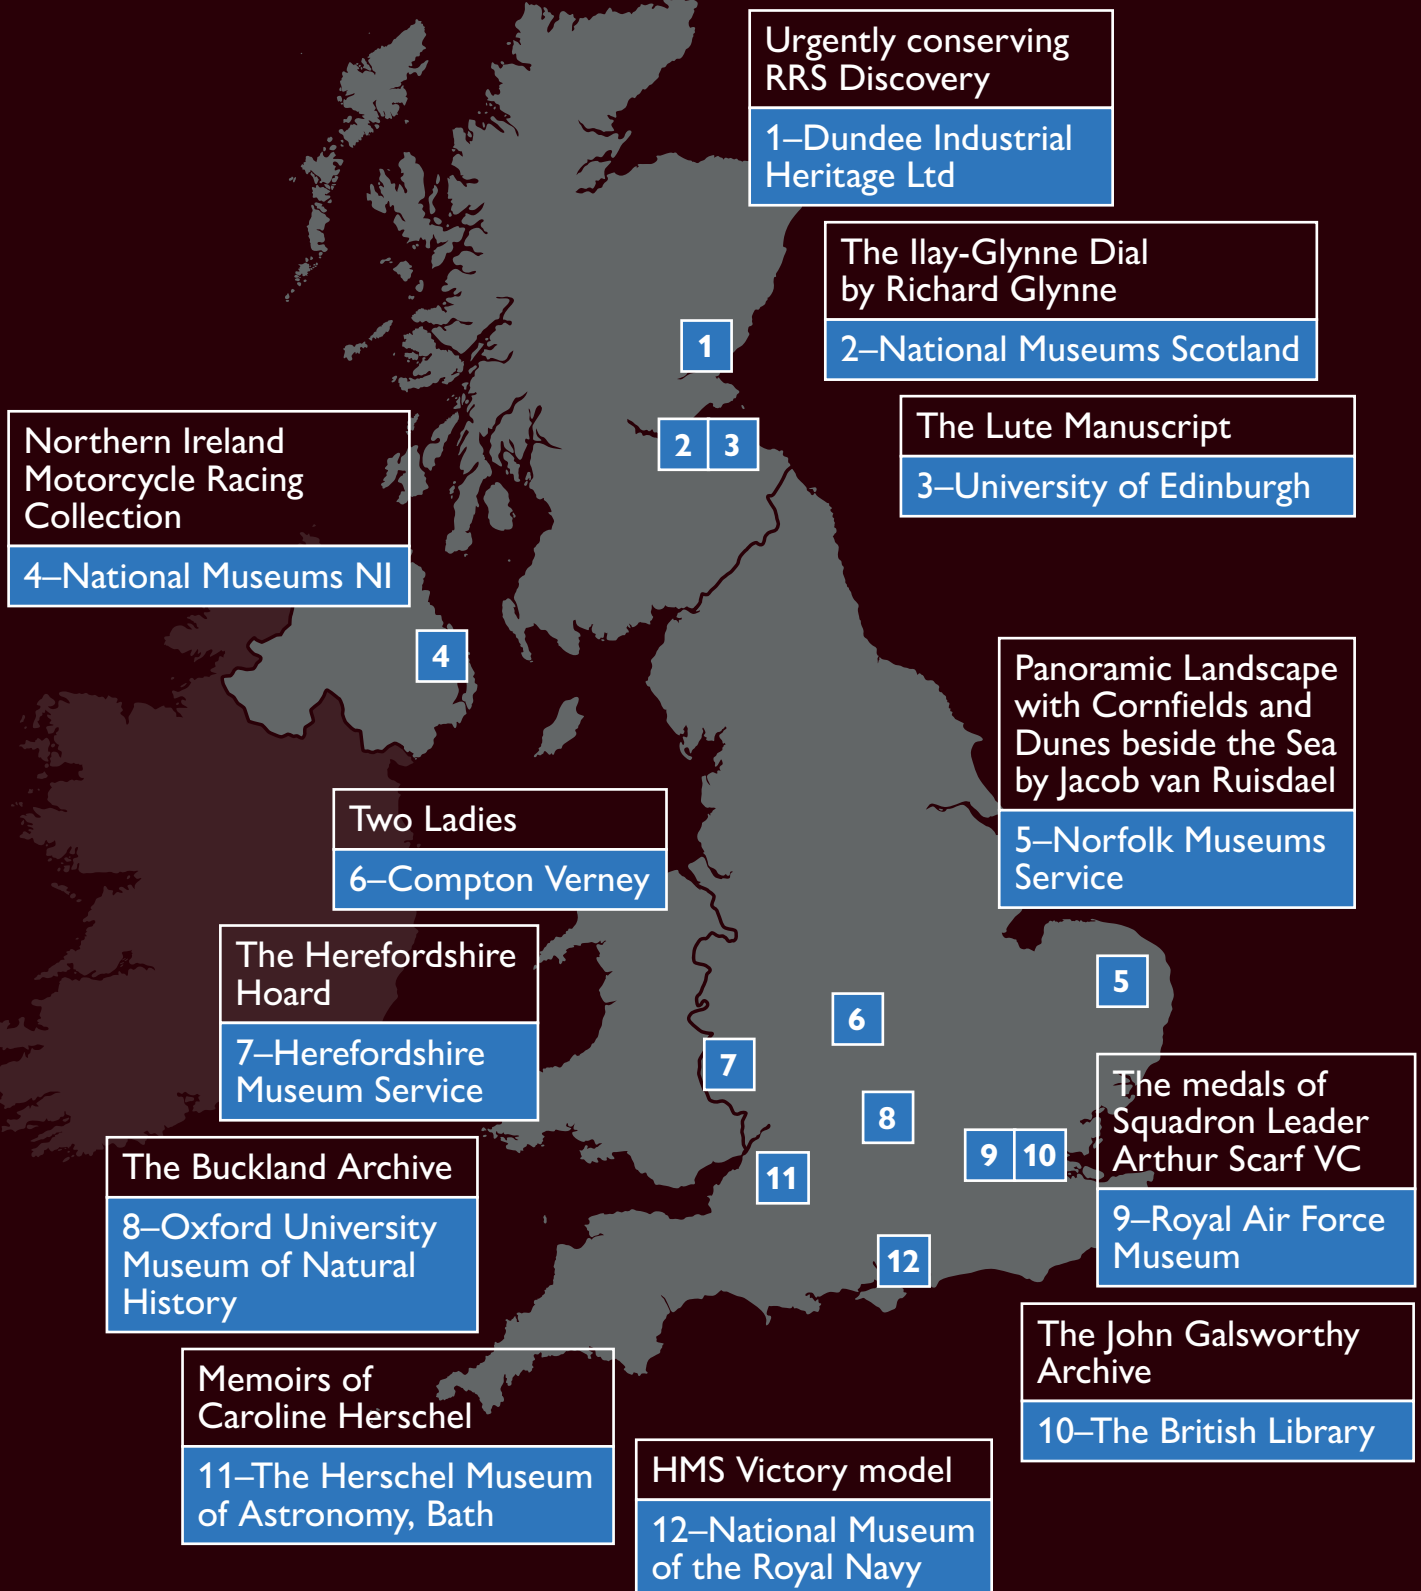 Urgently conserving
RRS Discovery
1–Dundee Industrial
Heritage Ltd
The Ilay-Glynne Dial
by Richard Glynne
2–National Museums Scotland
The Lute Manuscript
3–University of Edinburgh
Northern Ireland
Motorcycle Racing
Collection
4–National Museums NI
Panoramic Landscape
with Cornfields and
Dunes beside the Sea
by Jacob van Ruisdael
5–Norfolk Museums
Service
Two Ladies
6–Compton Verney
The Herefordshire
Hoard
7–Herefordshire
Museum Service
The Buckland Archive
8–Oxford University
Museum of Natural
History
The medals of
Squadron Leader
Arthur Scarf VC
9–Royal Air Force
Museum
The John Galsworthy
Archive
10–The British Library
Memoirs of
Caroline Herschel
11–The Herschel Museum
of Astronomy, Bath
HMS Victory model
12–National Museum
of the Royal Navy
1
2 3
4
5
6
7
8
9 10
11
12